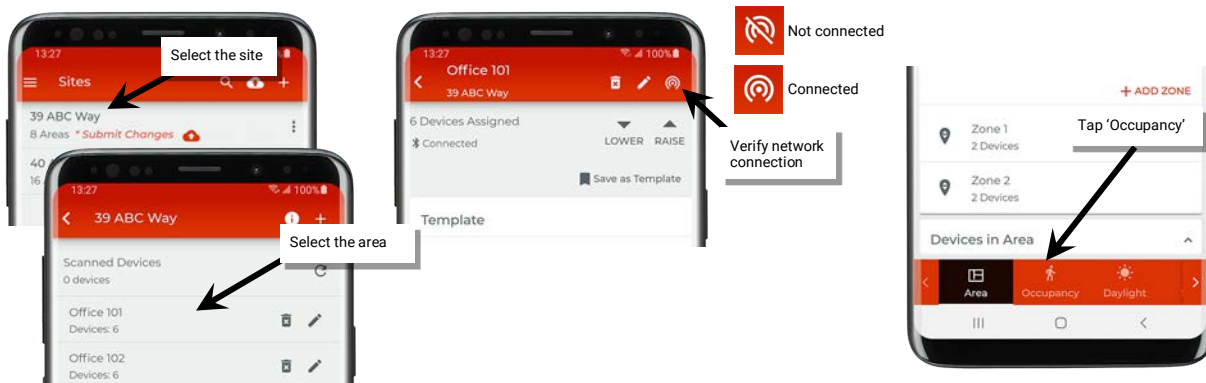 13:27
Sites
Select the site
39 ABC Way
8 Areas * Submit Changes
40
16
13:27
100%
39 ABC Way
Select the area
Scanned Devices
0 devices
Office 101
Devices: 6
Office 102
Devices: 6
13:27
100%
Office 101
39 ABC Way
6 Devices Assigned
Connected
LOWER
RAISE
Save as Template
Template
Not connected
Connected
Verify network
connection
+ ADD ZONE
Zone 1
2 Devices
Zone 2
2 Devices
Tap ‘Occupancy’
Devices in Area
Area
Occupancy
Daylight